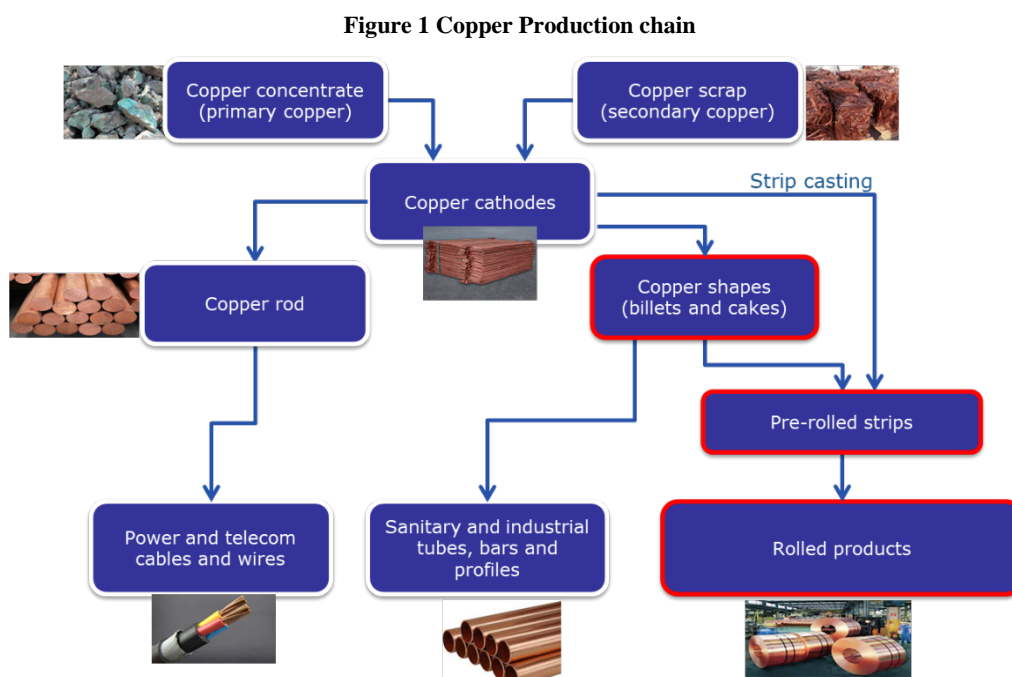 Figure 1 Copper Production chain
Copper concentrate
(primary copper)
Copper scrap
(secondary copper)
Copper cathodes
Strip casting
Copper rod
Copper shapes
(billets and cakes)
Pre-rolled strips
Power and telecom
cables and wires
Sanitary and industrial
tubes, bars and
profiles
Rolled products